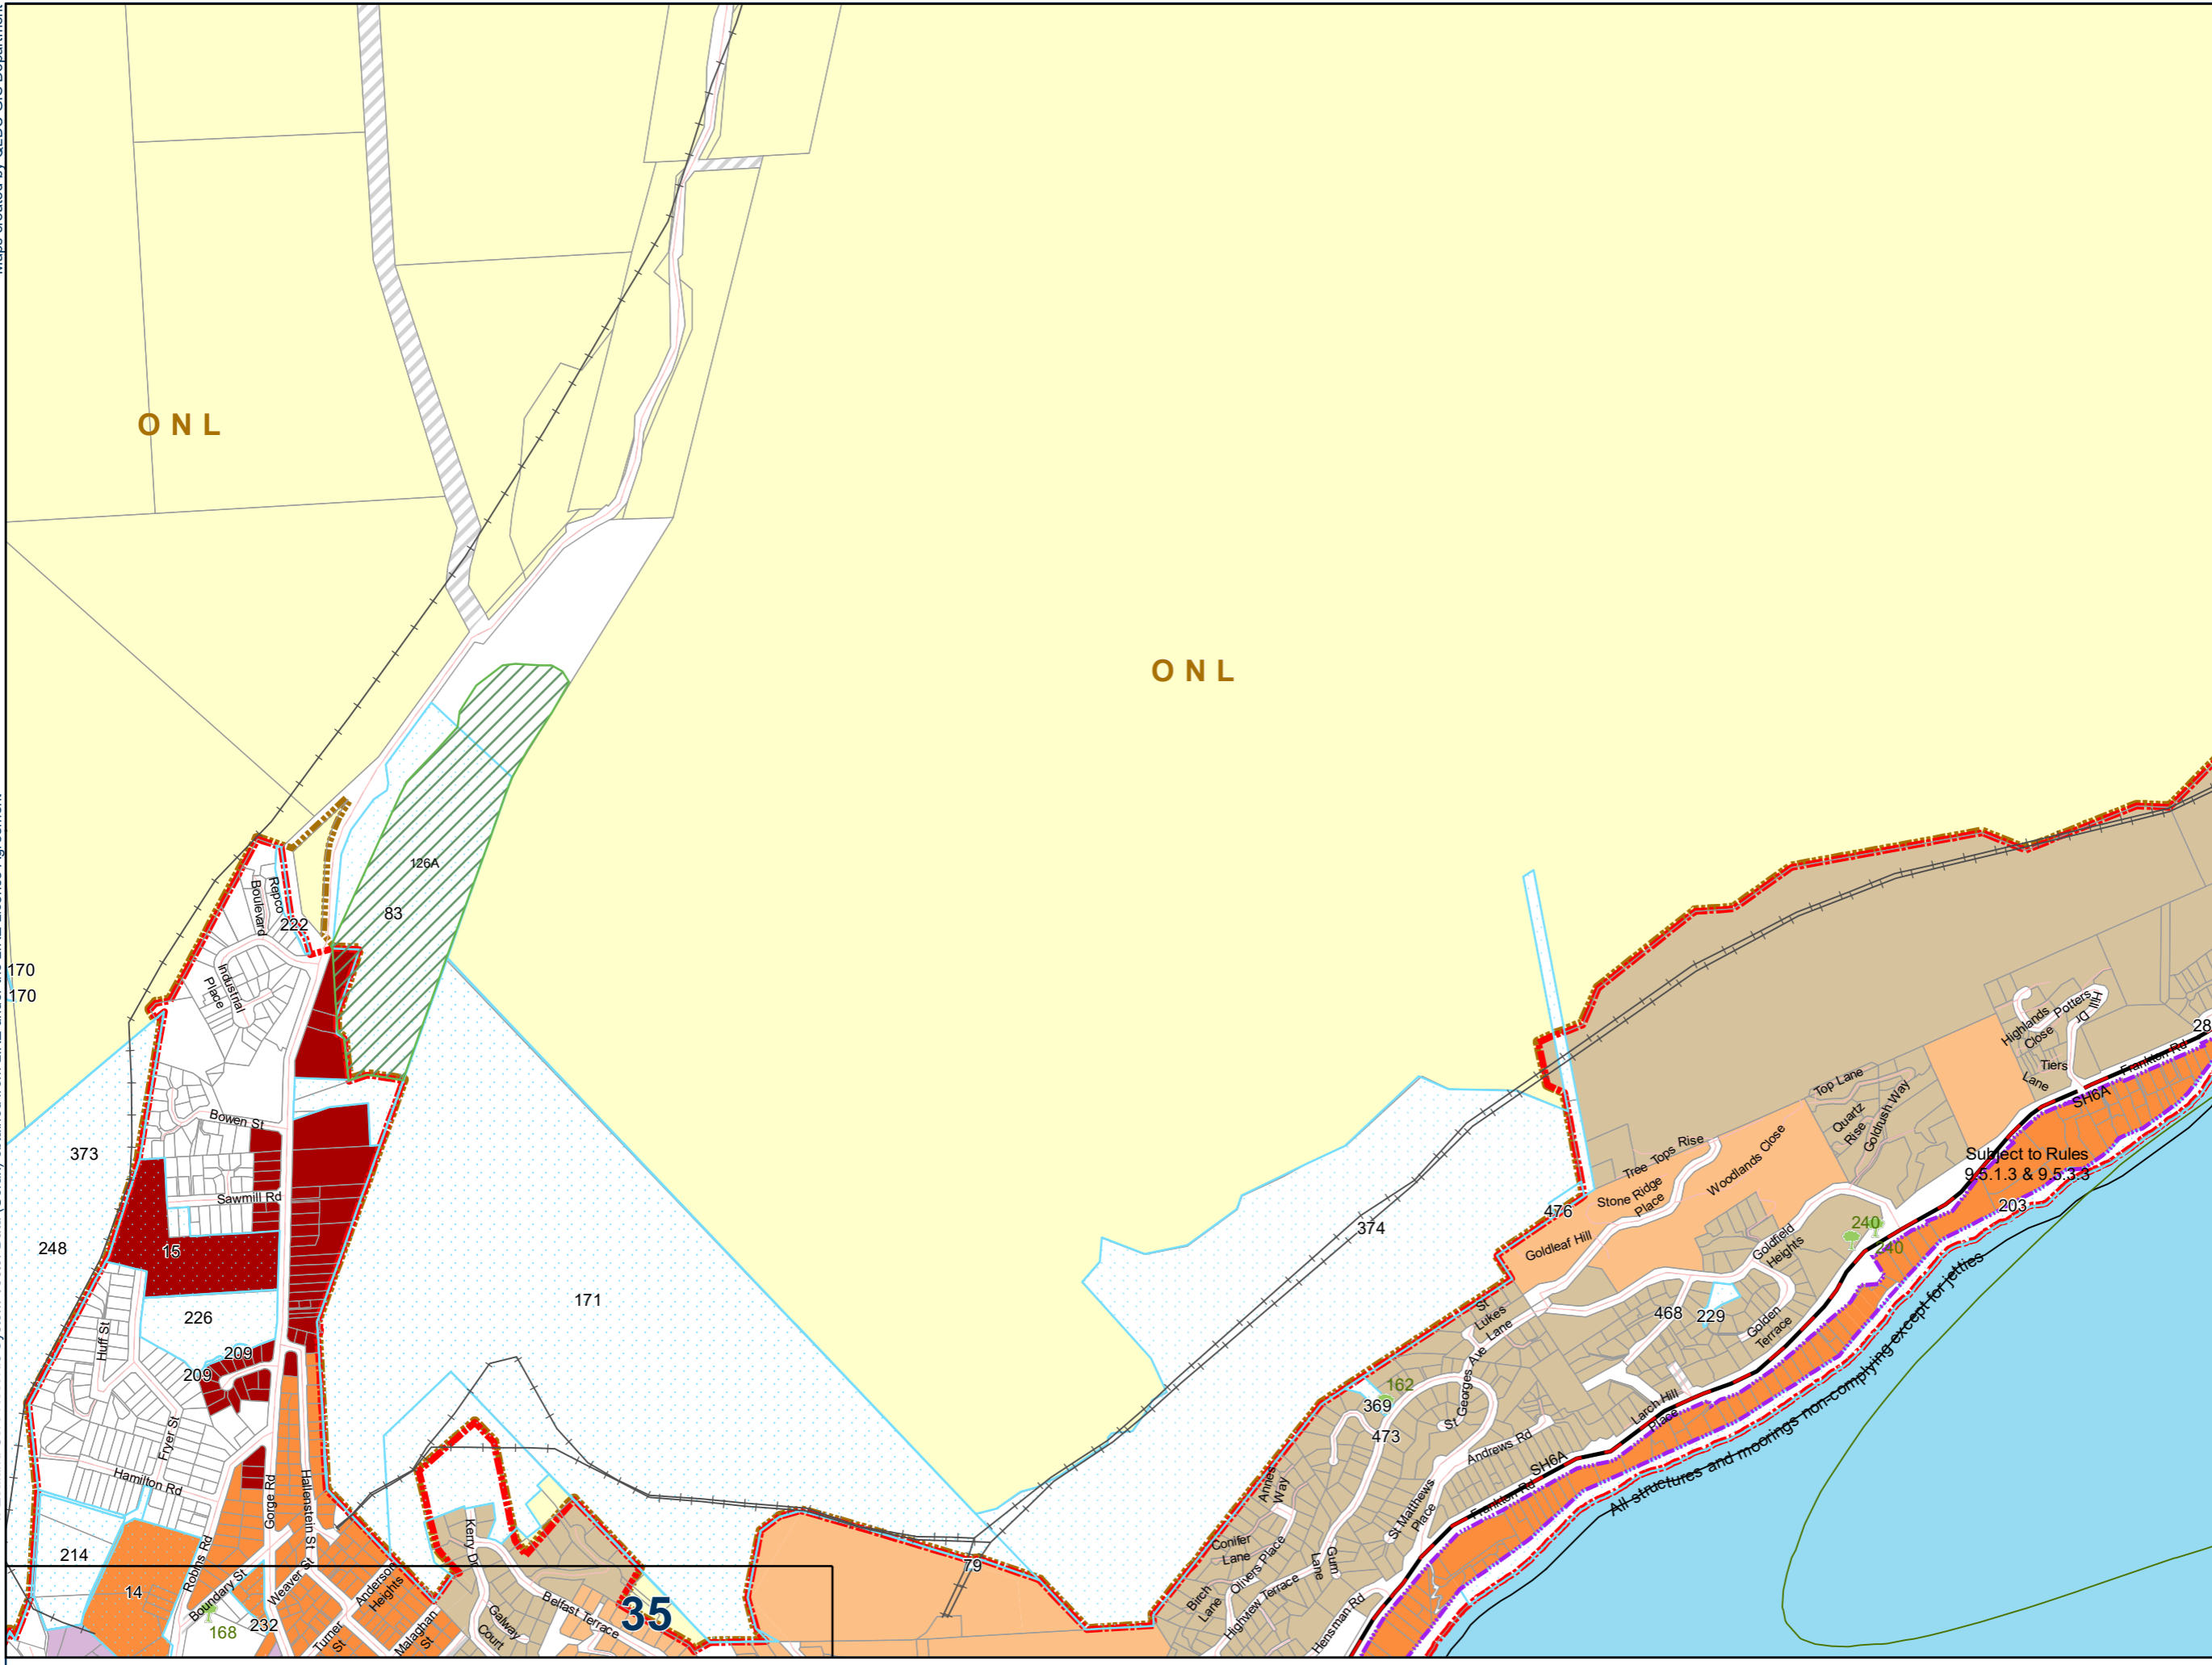 O N L
O N L
126A
83
Repco
Boulevard
222
170
170
Industrial
Place
Bowen St
373
Sawmill Rd
248
15
226
171
Huff St
209
209
Fryer St
Hamilton Rd
Gorge Rd
Hallenstein St
214
14
Robins Rd
Boundary St
Weaver St
168
232
Turner
St
Anderson
Heights
Malaghan
St
Kerry Dr
Galway
Court
Belfast Terrace
35
79
374
476
Tree Tops Rise
Stone Ridge
Place
Woodlands Close
Goldleaf Hill
Top Lane
Quartz
Rise
Goldrush Way
Highlands
Close
Potters
Hill Dr
Tiers
Lane
Frankton Rd
SH6A
28
Subject to Rules
9.5.1.3 & 9.5.3.3
203
240
240
Goldfield
Heights
468
229
Golden
Terrace
St
Lukes
Lane
St Georges Ave
162
369
473
Larch Hill
Place
Andrews Rd
SH6A
Frankton Rd
St Matthews
Place
Annes
Way
Conifer
Lane
Olivers Place
Birch
Lane
Highview Terrace
Gum
Lane
Hensman Rd
All structures and moorings non-complying except for jetties